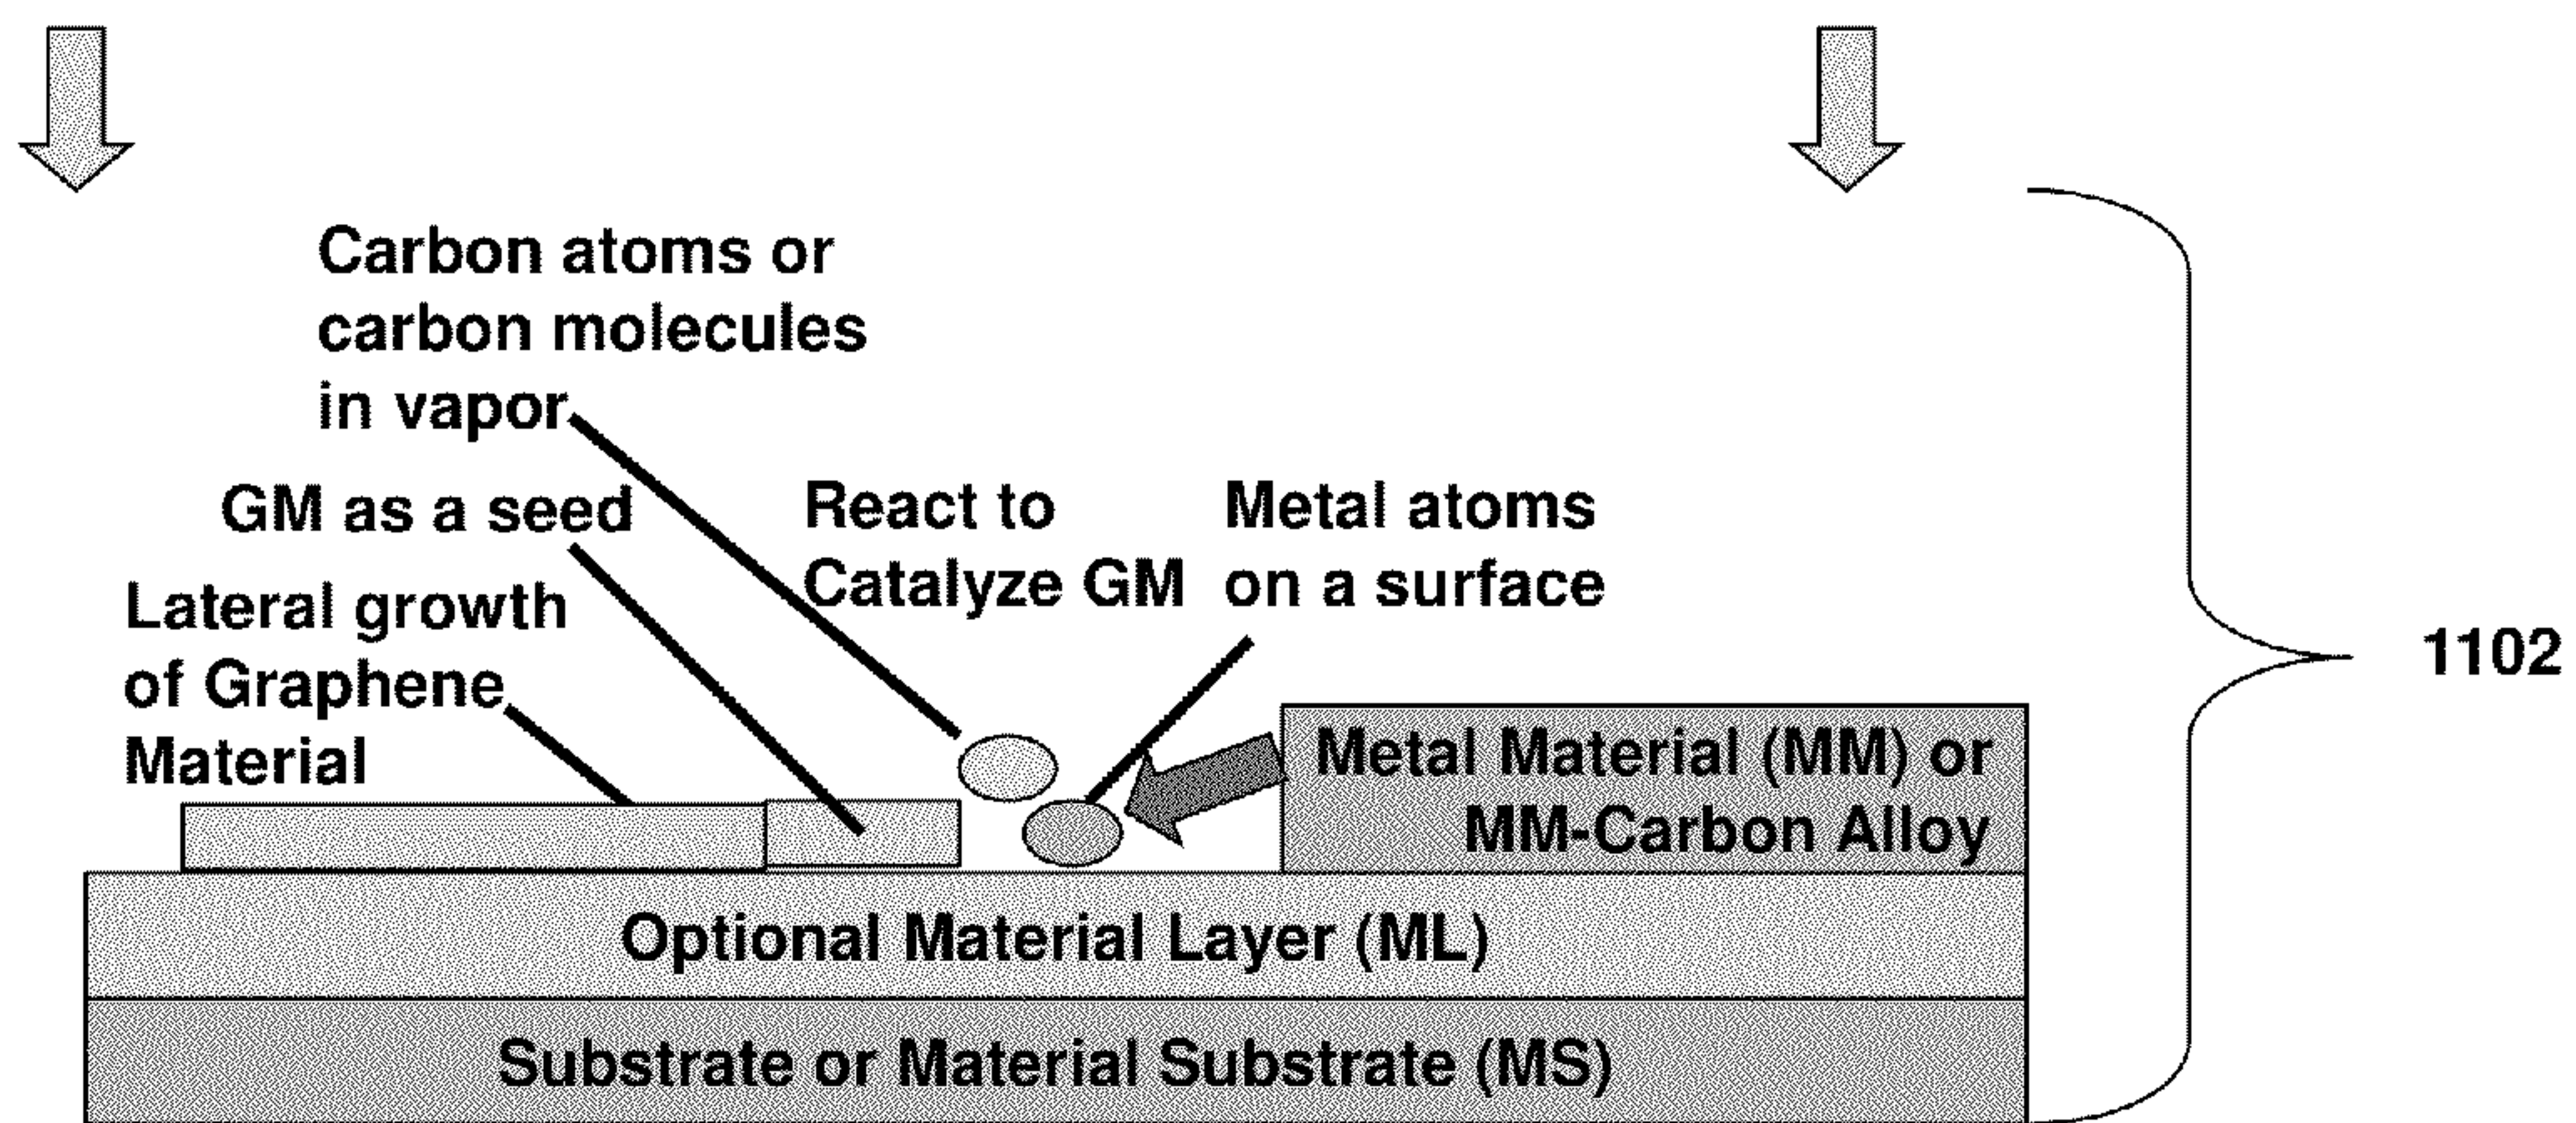 Carbon atoms or
carbon molecules
in vapor
GM as a seed
React to
Catalyze GM
Metal atoms
on a surface
Lateral growth
of Graphene
Material
1102
Metal Material (MM) or
MM-Carbon Alloy
Optional Material Layer (ML)
Substrate or Material Substrate (MS)